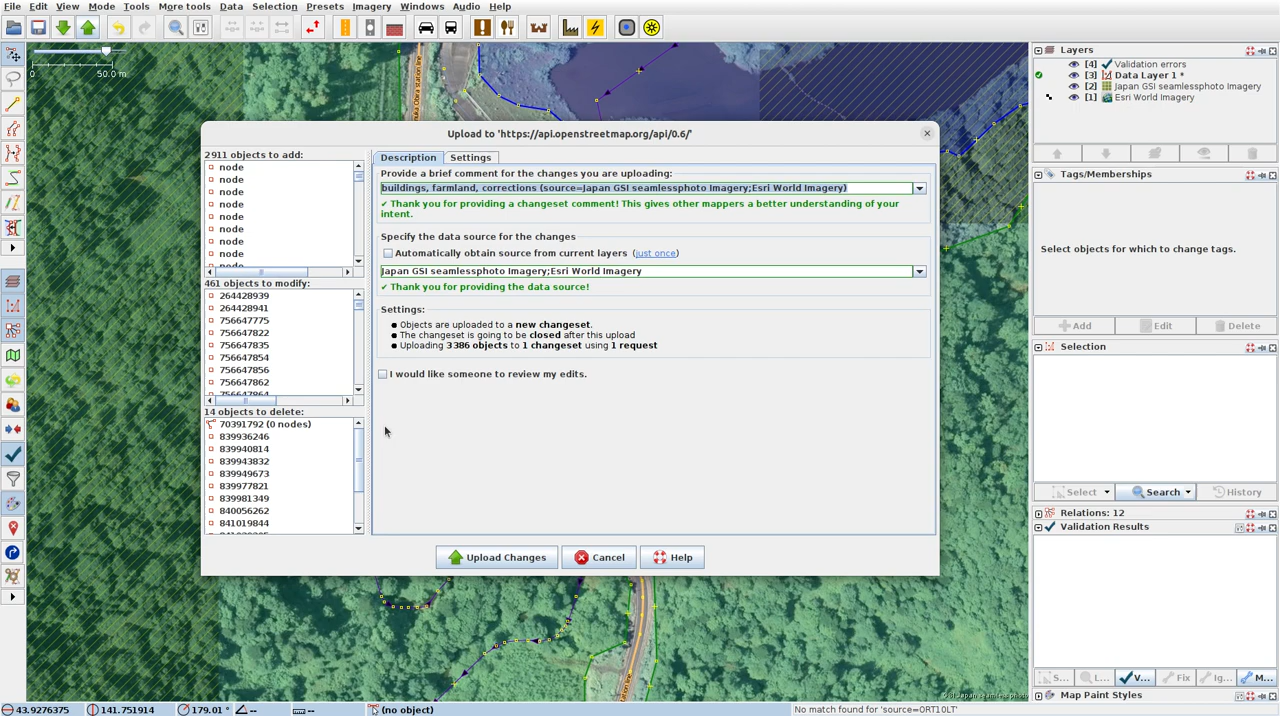 File Edit View Mode Tools More tools Data Selection Presets Imagery Windows Audio Help
0 50.0 m
Upload to 'https://api.openstreetmap.org/api/0.6/'
2911 objects to add:
node
node
node
node
node
node
node
node
node
461 objects to modify:
264428939
264428941
756647775
756647822
756647835
756647854
756647856
756647862
756647864
14 objects to delete:
70391792 (0 nodes)
839936246
839940814
839943832
839949673
839977821
839981349
840056262
841019844
Description Settings
Provide a brief comment for the changes you are uploading:
buildings, farmland, corrections (source=Japan GSI seamlessphoto Imagery;Esri World Imagery)
✔ Thank you for providing a changeset comment! This gives other mappers a better understanding of your
intent.
Specify the data source for the changes
Automatically obtain source from current layers (just once)
Japan GSI seamlessphoto Imagery;Esri World Imagery
✔ Thank you for providing the data source!
Settings:
● Objects are uploaded to a new changeset.
● The changeset is going to be closed after this upload
● Uploading 3386 objects to 1 changeset using 1 request
I would like someone to review my edits.
Upload Changes Cancel Help
Layers
[4] Validation errors
[3] Data Layer 1 *
[2] Japan GSI seamlessphoto Imagery
[1] Esri World Imagery
Tags/Memberships
Select objects for which to change tags.
Add Edit Delete
Selection
Select Search History
Relations: 12
Validation Results
S... L... V... Fix Ig... M...
Map Paint Styles
43.9276375 141.751914 179.01 ° -- -- (no object) No match found for 'source=ORT10LT'